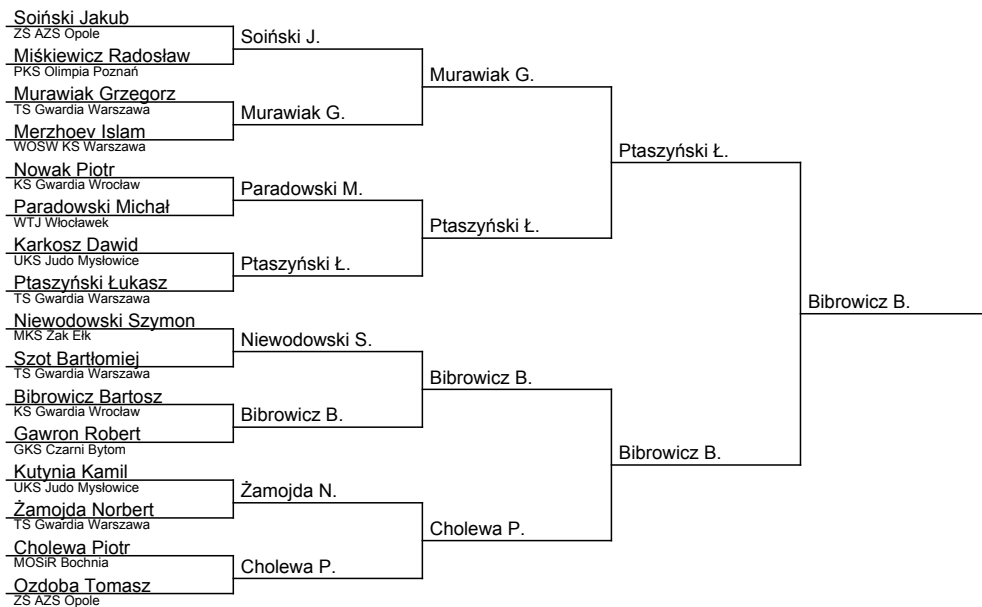 Soiński Jakub
ZS AZS Opole
Miśkiewicz Radosław
PKS Olimpia Poznań
Murawiak Grzegorz
TS Gwardia Warszawa
Merzhoev Islam
WOSW KS Warszawa
Nowak Piotr
KS Gwardia Wrocław
Paradowski Michał
WTJ Włocławek
Karkosz Dawid
UKS Judo Mysłowice
Ptaszyński Łukasz
TS Gwardia Warszawa
Niewodowski Szymon
MKS Żak Ełk
Szot Bartłomiej
TS Gwardia Warszawa
Bibrowicz Bartosz
KS Gwardia Wrocław
Gawron Robert
GKS Czarni Bytom
Kutynia Kamil
UKS Judo Mysłowice
Żamojda Norbert
TS Gwardia Warszawa
Cholewa Piotr
MOSiR Bochnia
Ozdoba Tomasz
ZS AZS Opole
Soiński J.
Murawiak G.
Paradowski M.
Ptaszyński Ł.
Niewodowski S.
Bibrowicz B.
Żamojda N.
Cholewa P.
Murawiak G.
Ptaszyński Ł.
Bibrowicz B.
Cholewa P.
Ptaszyński Ł.
Bibrowicz B.
Bibrowicz B.